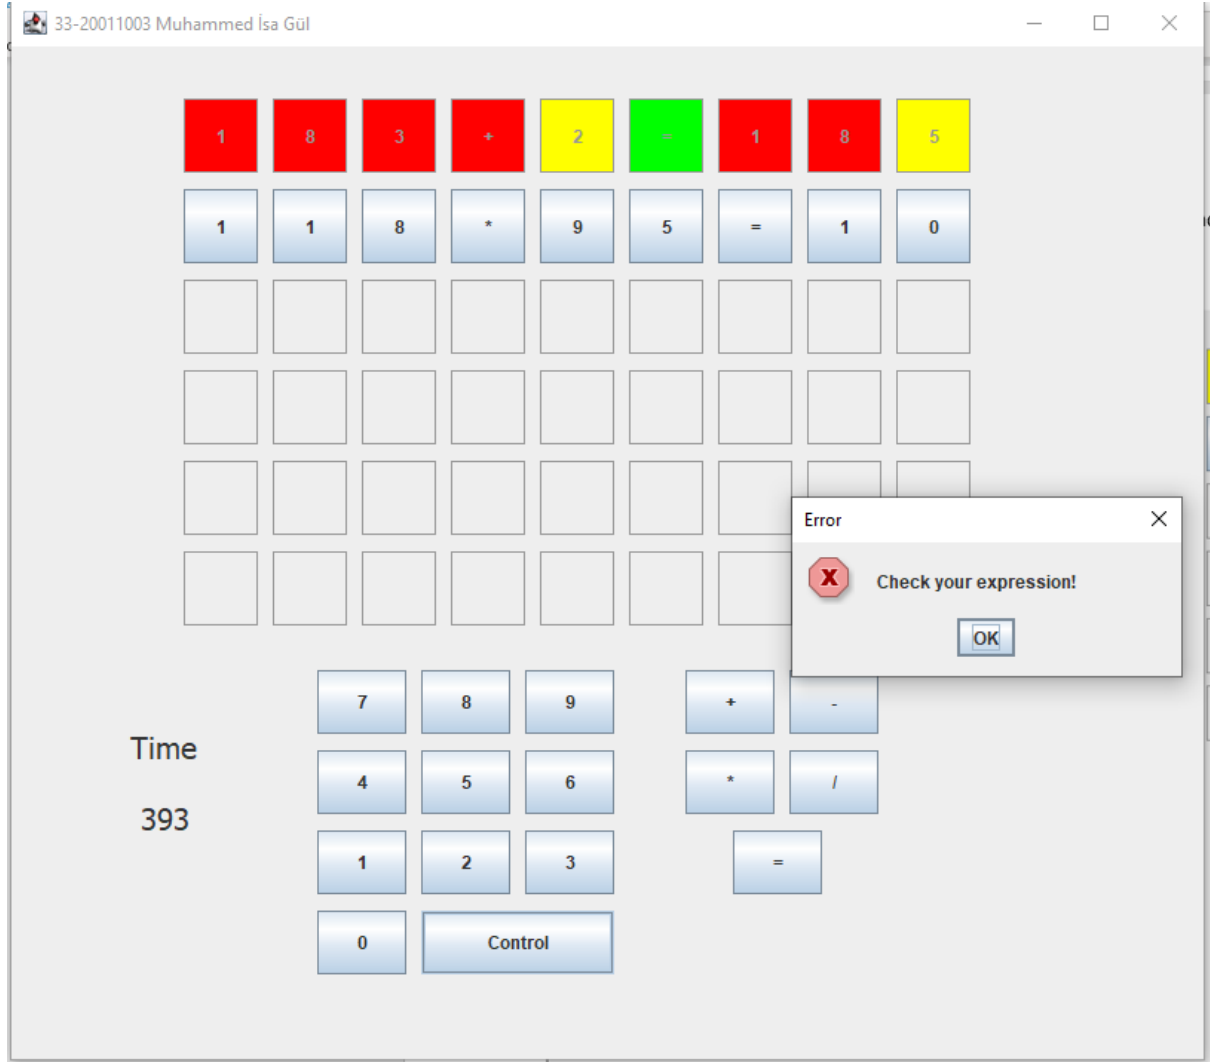 33-20011003 Muhammed İsa Gül
1 8 3 + 2 = 1 8 5
1 1 8 * 9 5 = 1 0
Error
Check your expression!
OK
7 8 9 + -
Time
4 5 6 * /
393
1 2 3 =
0 Control